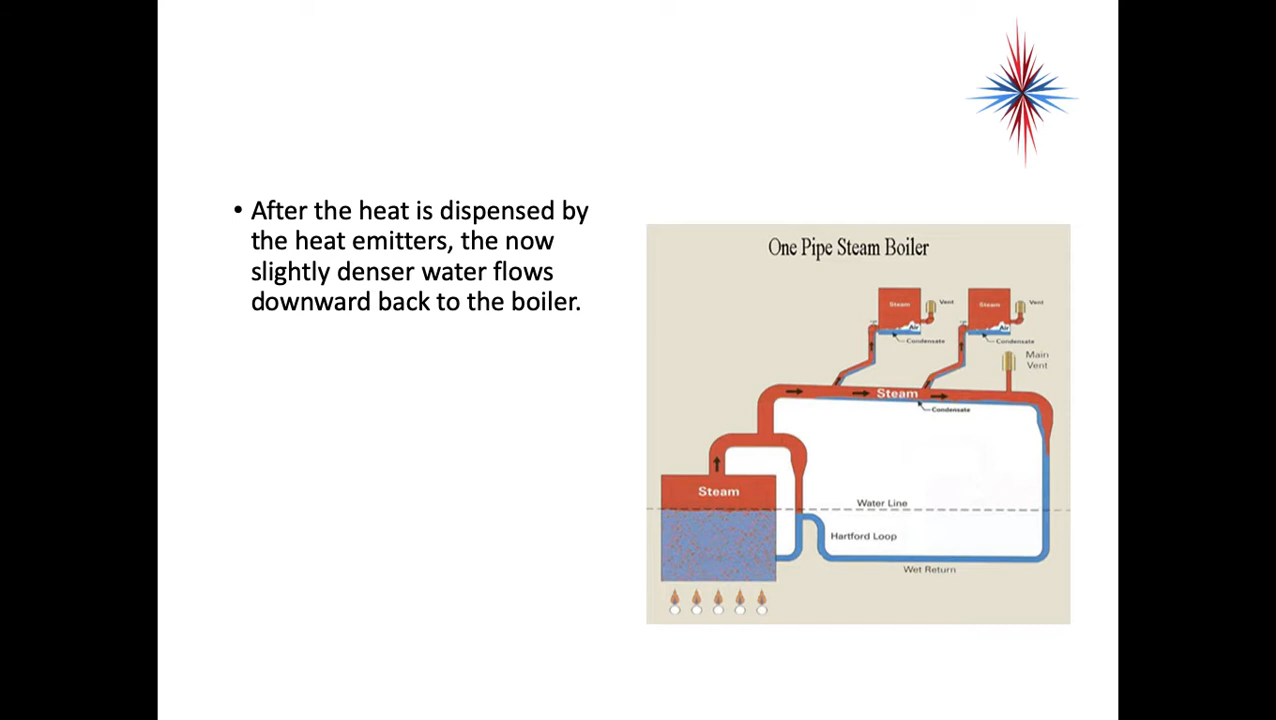 • After the heat is dispensed by
the heat emitters, the now
slightly denser water flows
downward back to the boiler.
One Pipe Steam Boiler
Steam
Vent
Steam
Vent
Air
Air
Condensate
Condensate
Main
Vent
Steam
Condensate
Steam
Water Line
Hartford Loop
Wet Return